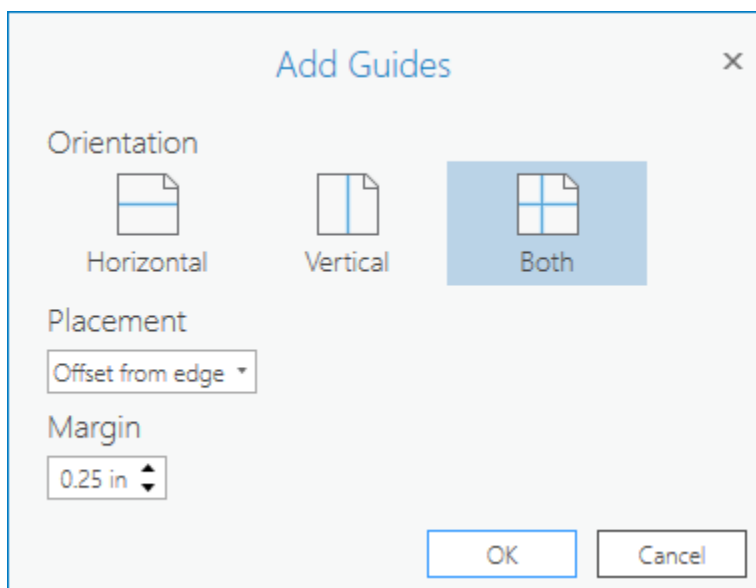 Add Guides
Orientation
Horizontal Vertical Both
Placement
Offset from edge
Margin
0.25 in
OK Cancel